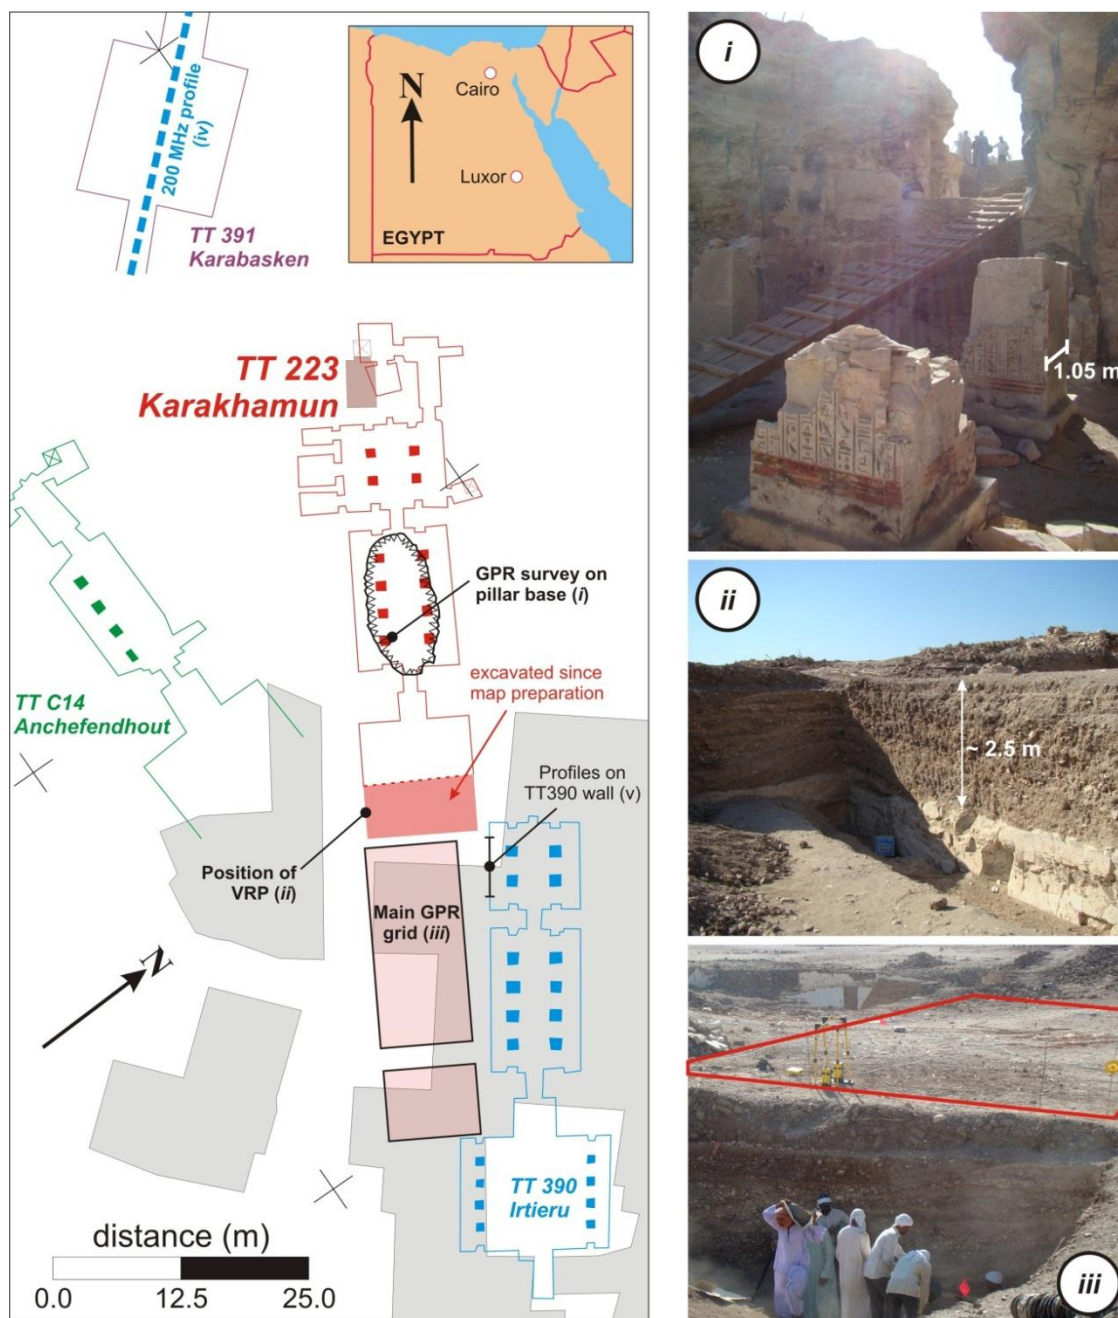 200 MHz profile
(iv)
TT 391
Karabasken
N
Cairo
Luxor
EGYPT
TT 223
Karakhamun
GPR survey on
pillar base (i)
excavated since
map preparation
TT C14
Anchefendhout
Profiles on
TT390 wall (v)
Position of
VRP (ii)
Main GPR
grid (iii)
N
TT 390
Irtieru
distance (m)
0.0 12.5 25.0
i
1.05 m
ii
~ 2.5 m
iii